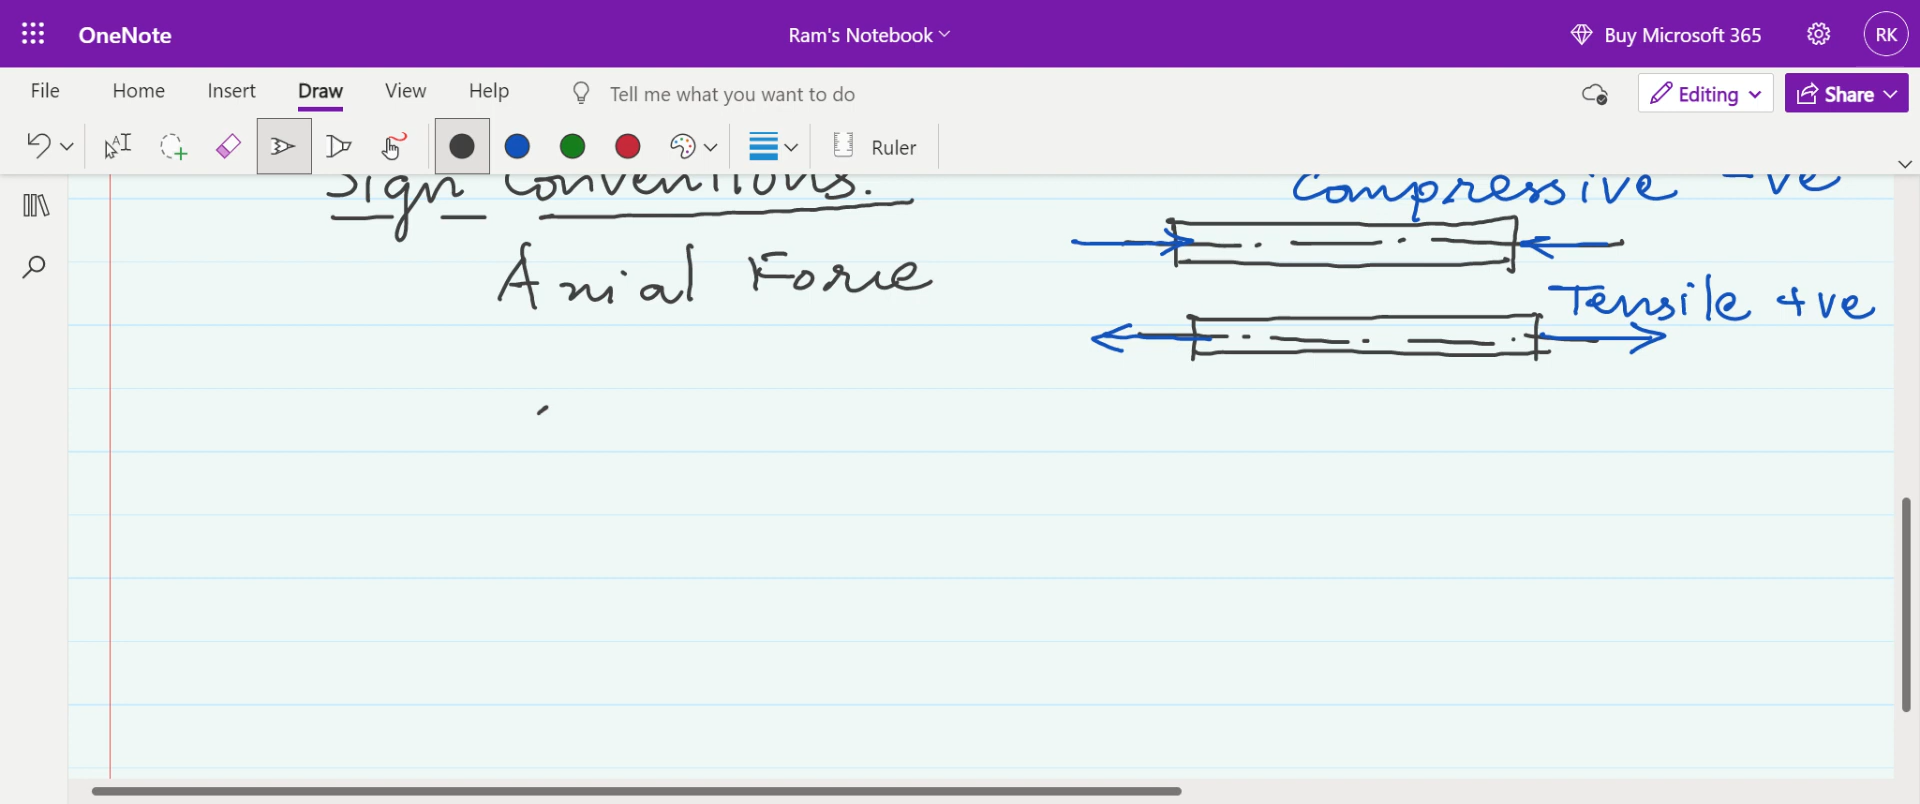 OneNote
Ram's Notebook
Buy Microsoft 365
RK
File Home Insert Draw View Help
Tell me what you want to do
Editing
Share
Ruler
Sign Conventions.
Compressive -ve
Axial Force
Tensile +ve